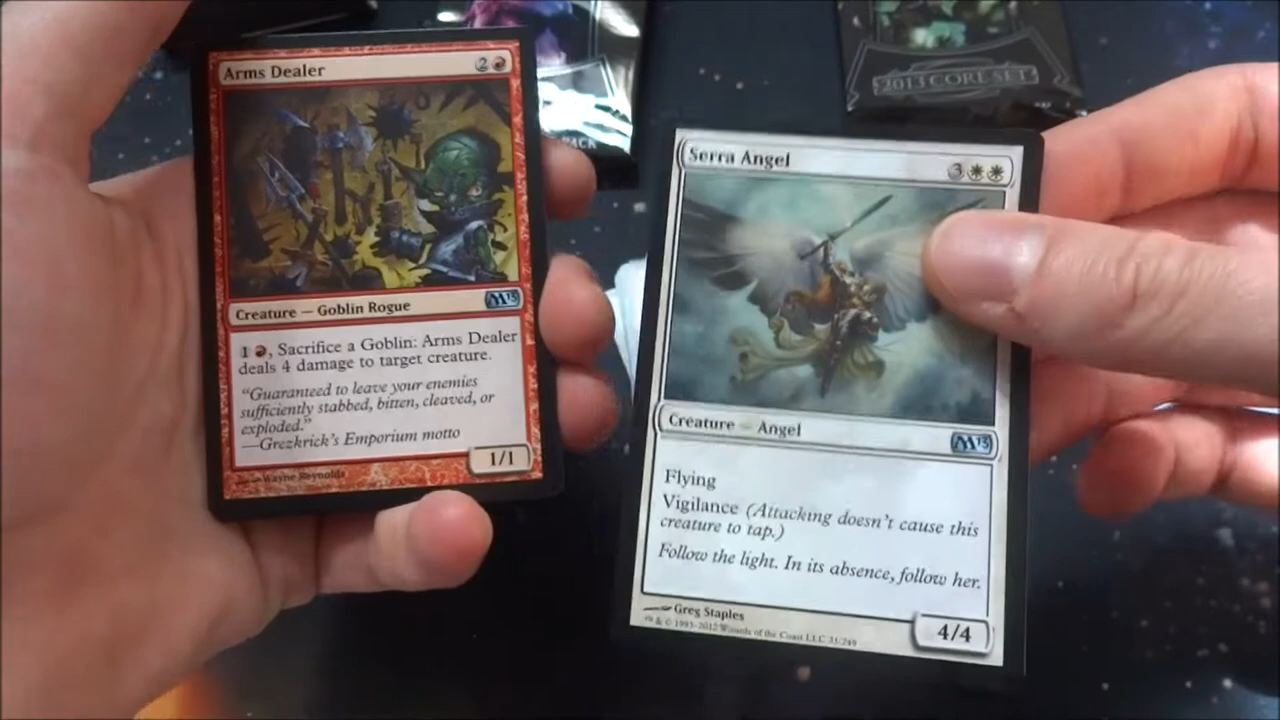 PACK
2013 CORE SET
Arms Dealer 2
Creature — Goblin Rogue M13
1 , Sacrifice a Goblin: Arms Dealer
deals 4 damage to target creature.
“Guaranteed to leave your enemies
sufficiently stabbed, bitten, cleaved, or
exploded.”
—Grezkrick's Emporium motto
1/1
Wayne Reynolds
Serra Angel 3
Creature — Angel M13
Flying
Vigilance (Attacking doesn't cause this
creature to tap.)
Follow the light. In its absence, follow her.
Greg Staples
™ & © 1993–2012 Wizards of the Coast LLC 31/249
4/4